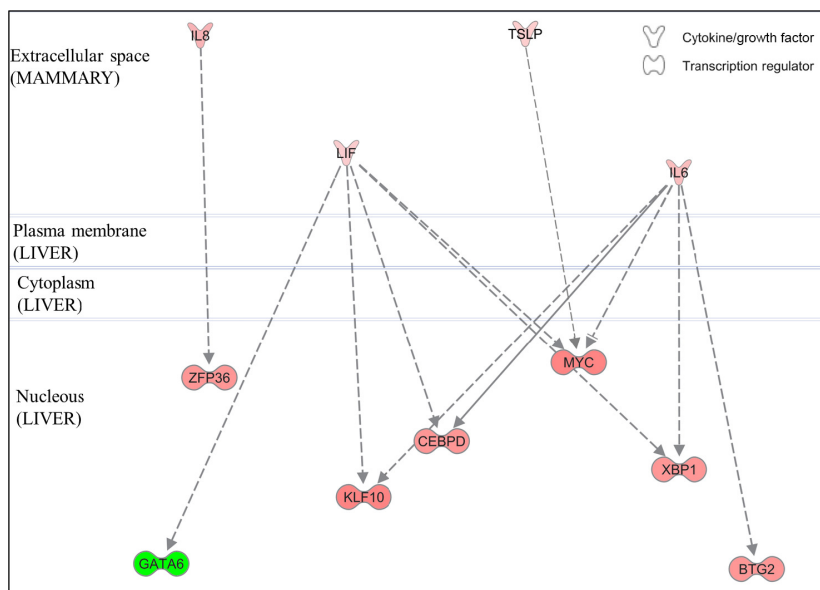 IL8
TSLP
Cytokine/growth factor
Extracellular space
(MAMMARY)
Transcription regulator
LIF
IL6
Plasma membrane
(LIVER)
Cytoplasm
(LIVER)
MYC
ZFP36
Nucleous
(LIVER)
CEBPD
XBP1
KLF10
GATA6
BTG2